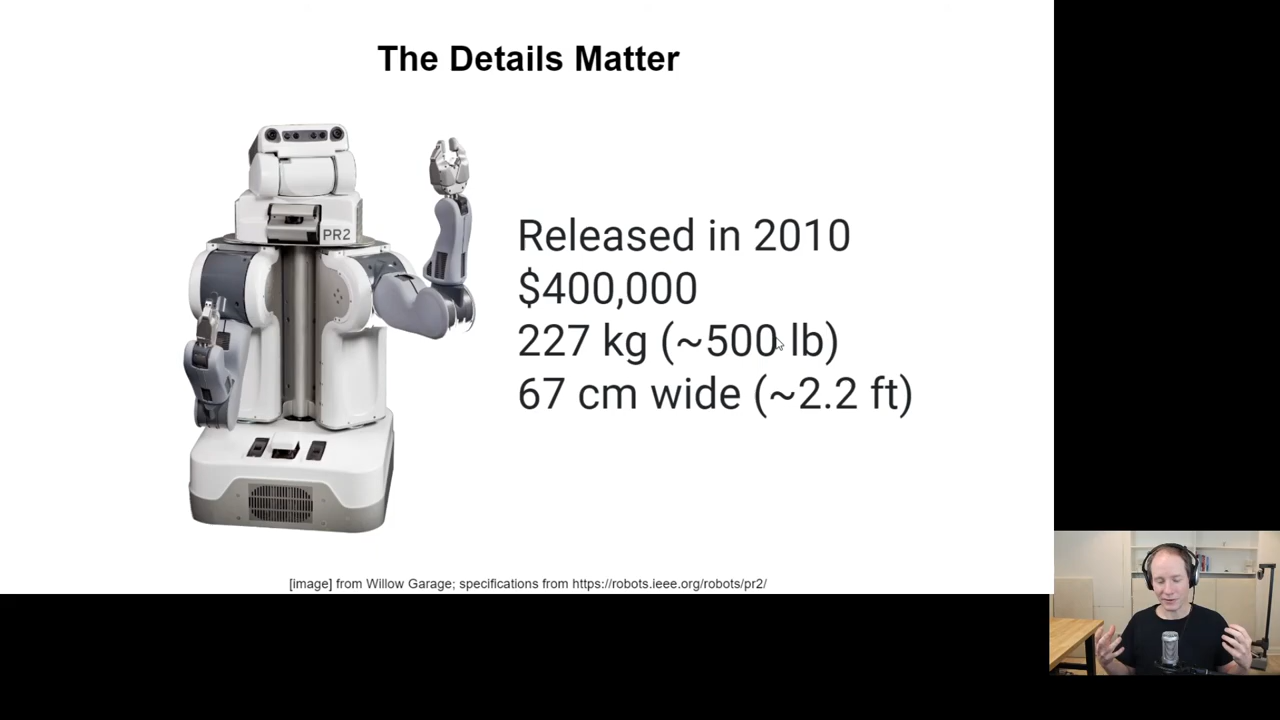 The Details Matter
PR2
Released in 2010
$400,000
227 kg (~500 lb)
67 cm wide (~2.2 ft)
[image] from Willow Garage; specifications from https://robots.ieee.org/robots/pr2/